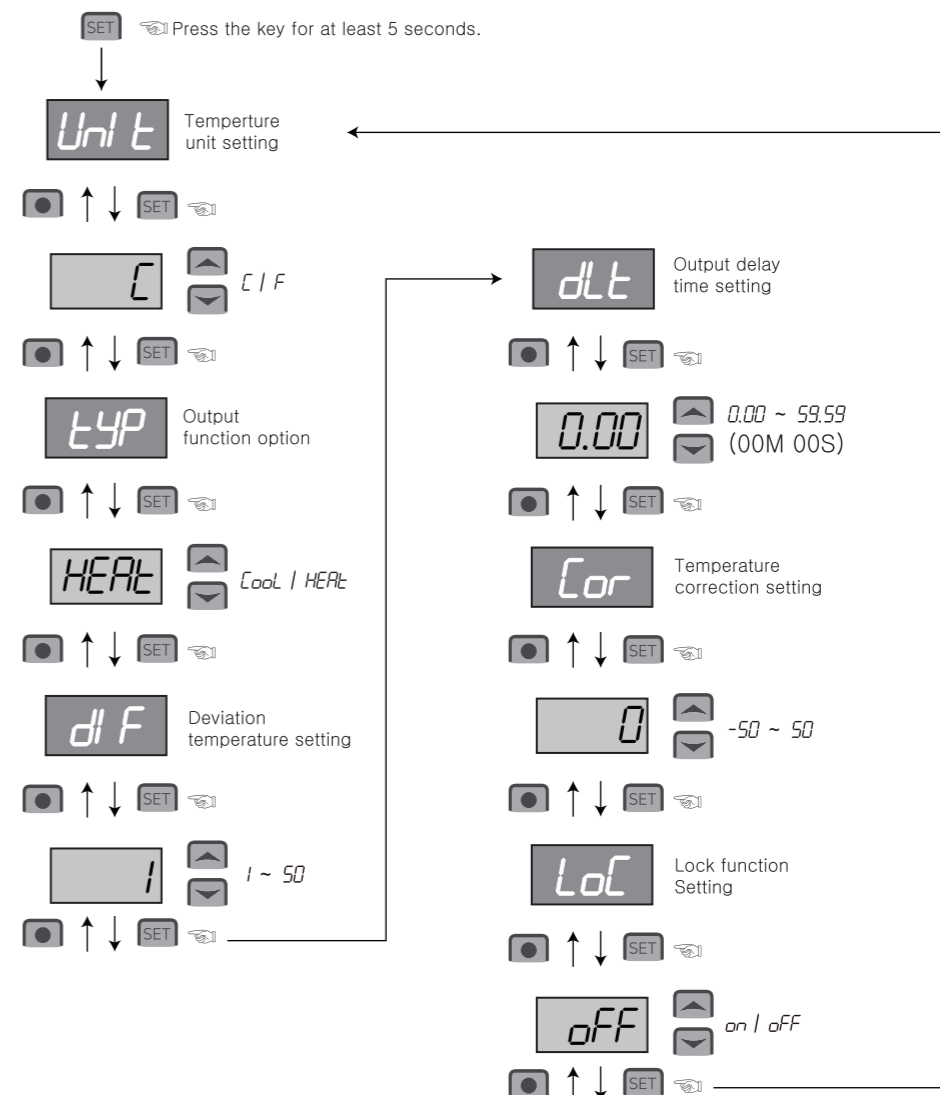 SET
Press the key for at least 5 seconds.
UnIt
Temperture
unit setting
SET
C
C / F
SET
tYP
Output
function option
SET
HEAt
CooL / HEAt
SET
dIF
Deviation
temperature setting
SET
1
1 ~ 50
SET
dLt
Output delay
time setting
SET
0.00
0.00 ~ 59.59
(00M 00S)
SET
Cor
Temperature
correction setting
SET
0
-50 ~ 50
SET
LoC
Lock function
Setting
SET
oFF
on / oFF
SET